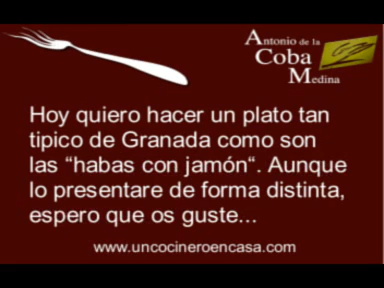 Antonio de la
Coba
Medina
Hoy quiero hacer un plato tan
tipico de Granada como son
las “habas con jamón“. Aunque
lo presentare de forma distinta,
espero que os guste...
www.uncocineroencasa.com